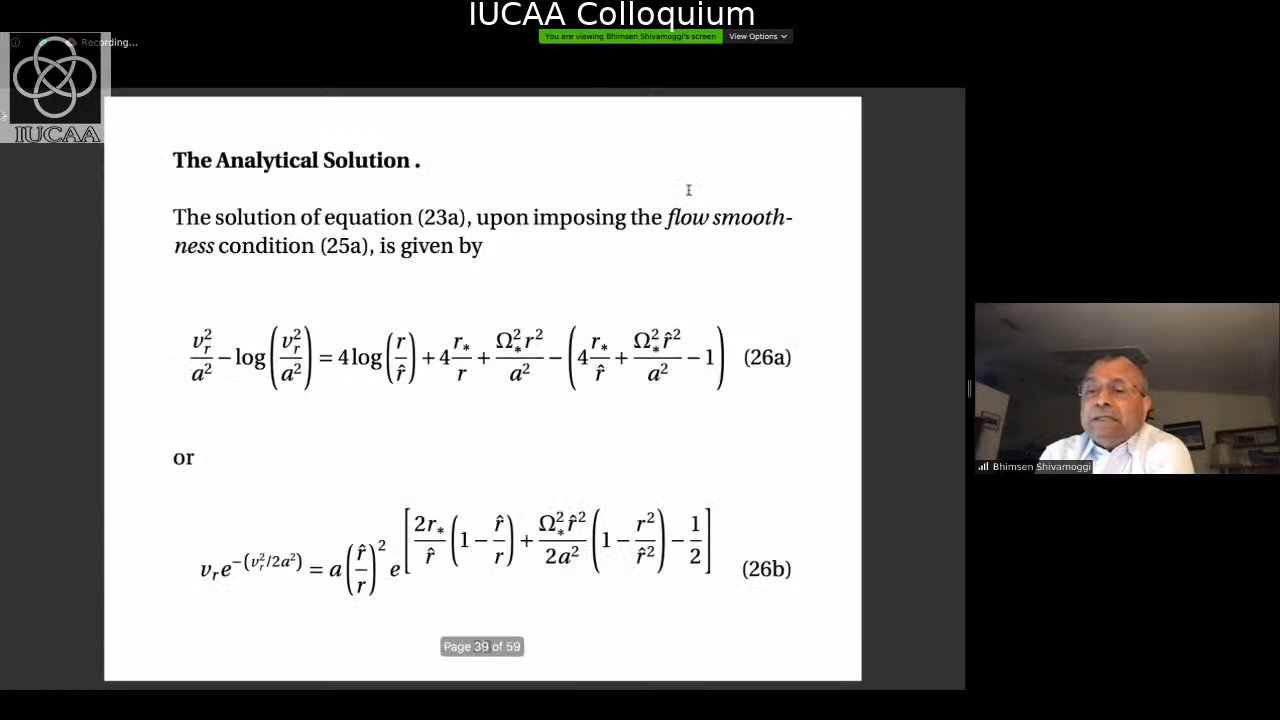 IUCAA Colloquium
You are viewing Bhimsen Shivamoggi's screen
View Options
Recording...
IUCAA
The Analytical Solution .
The solution of equation (23a), upon imposing the flow smooth-
ness condition (25a), is given by
v_r^2/a^2 − log(v_r^2/a^2) = 4 log(r/r̂) + 4 r_*/r + Ω_*^2 r^2/a^2 − (4 r_*/r̂ + Ω_*^2 r̂^2/a^2 − 1) (26a)
or
v_r e^{−(v_r^2/2a^2)} = a (r̂/r)^2 e^{[2r_*/r̂ (1 − r̂/r) + Ω_*^2 r̂^2/2a^2 (1 − r^2/r̂^2) − 1/2]} (26b)
Page 39 of 59
Bhimsen Shivamoggi